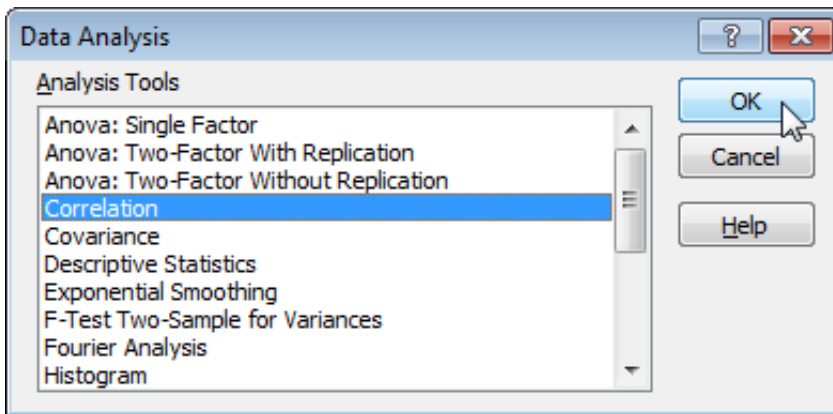 Data Analysis
Analysis Tools
Anova: Single Factor
Anova: Two-Factor With Replication
Anova: Two-Factor Without Replication
Correlation
Covariance
Descriptive Statistics
Exponential Smoothing
F-Test Two-Sample for Variances
Fourier Analysis
Histogram
OK
Cancel
Help